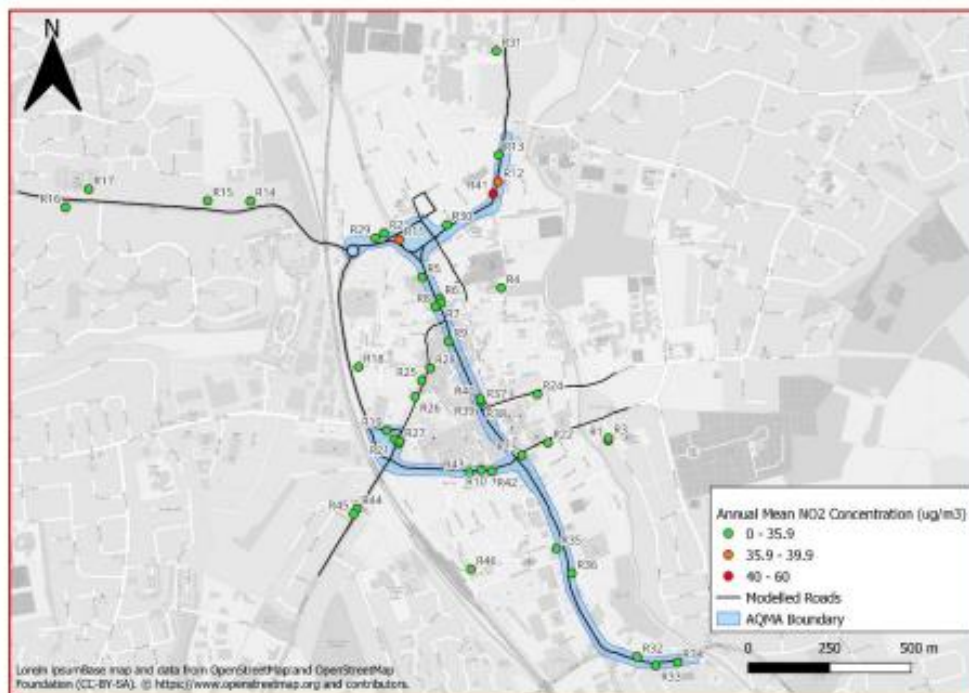 N
R31
R13
R12
R41
R17
R16
R15
R14
R30
R29
R2
R11
R5
R4
R6
R8
R7
R9
R18
R28
R25
R24
R26
R37
R39
R38
R19
R27
R22
R3
R1
R21
R43
R10
R42
R45
R44
R35
R46
R36
R32
R34
R33
Annual Mean NO2 Concentration (ug/m3)
0 - 35.9
35.9 - 39.9
40 - 60
Modelled Roads
AQMA Boundary
0 250 500 m
Lorem ipsumBase map and data from OpenStreetMap and OpenStreetMap
Foundation (CC-BY-SA). © https://www.openstreetmap.org and contributors.